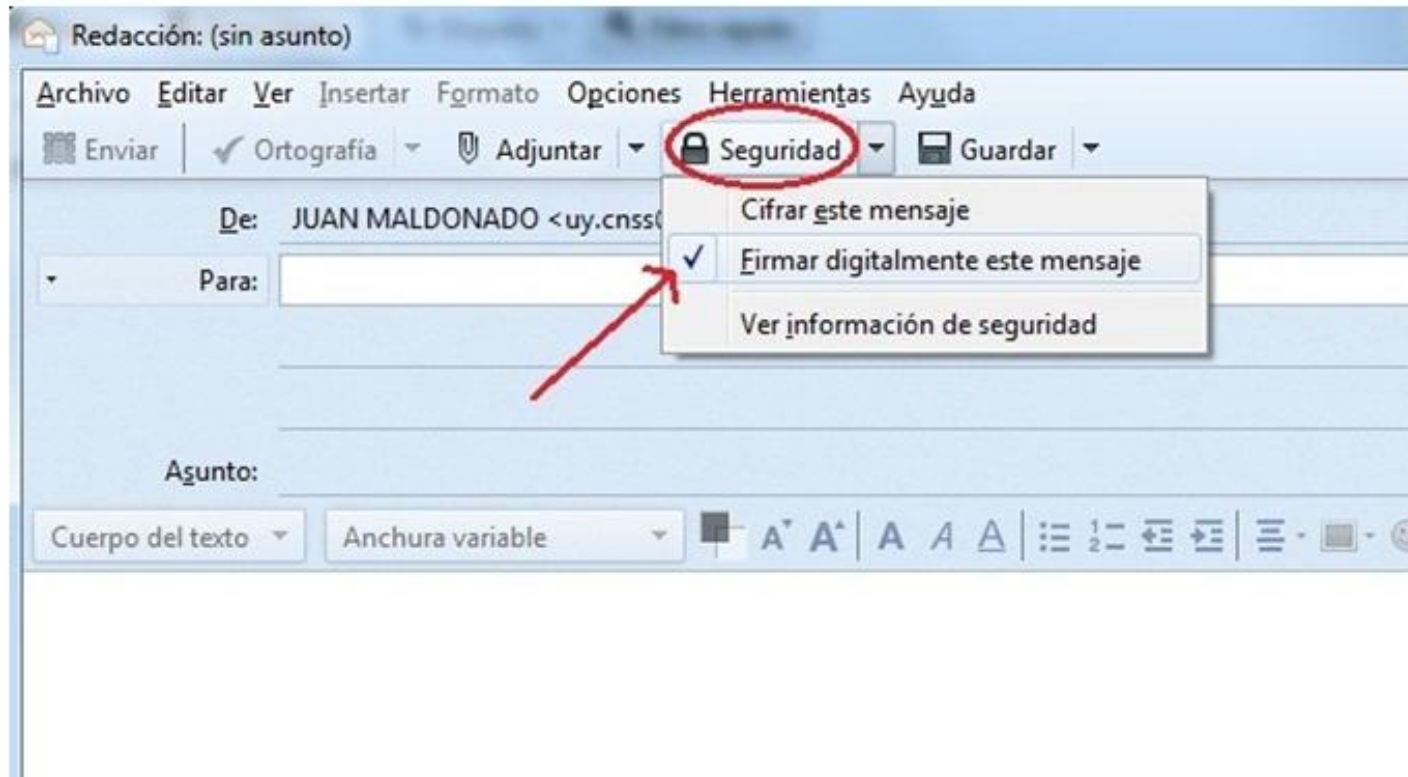 Redacción: (sin asunto)
Archivo Editar Ver Insertar Formato Opciones Herramientas Ayuda
Enviar Ortografía Adjuntar Seguridad Guardar
De: JUAN MALDONADO <uy.cnss
Cifrar este mensaje
Firmar digitalmente este mensaje
Para:
Ver información de seguridad
Asunto:
Cuerpo del texto Anchura variable